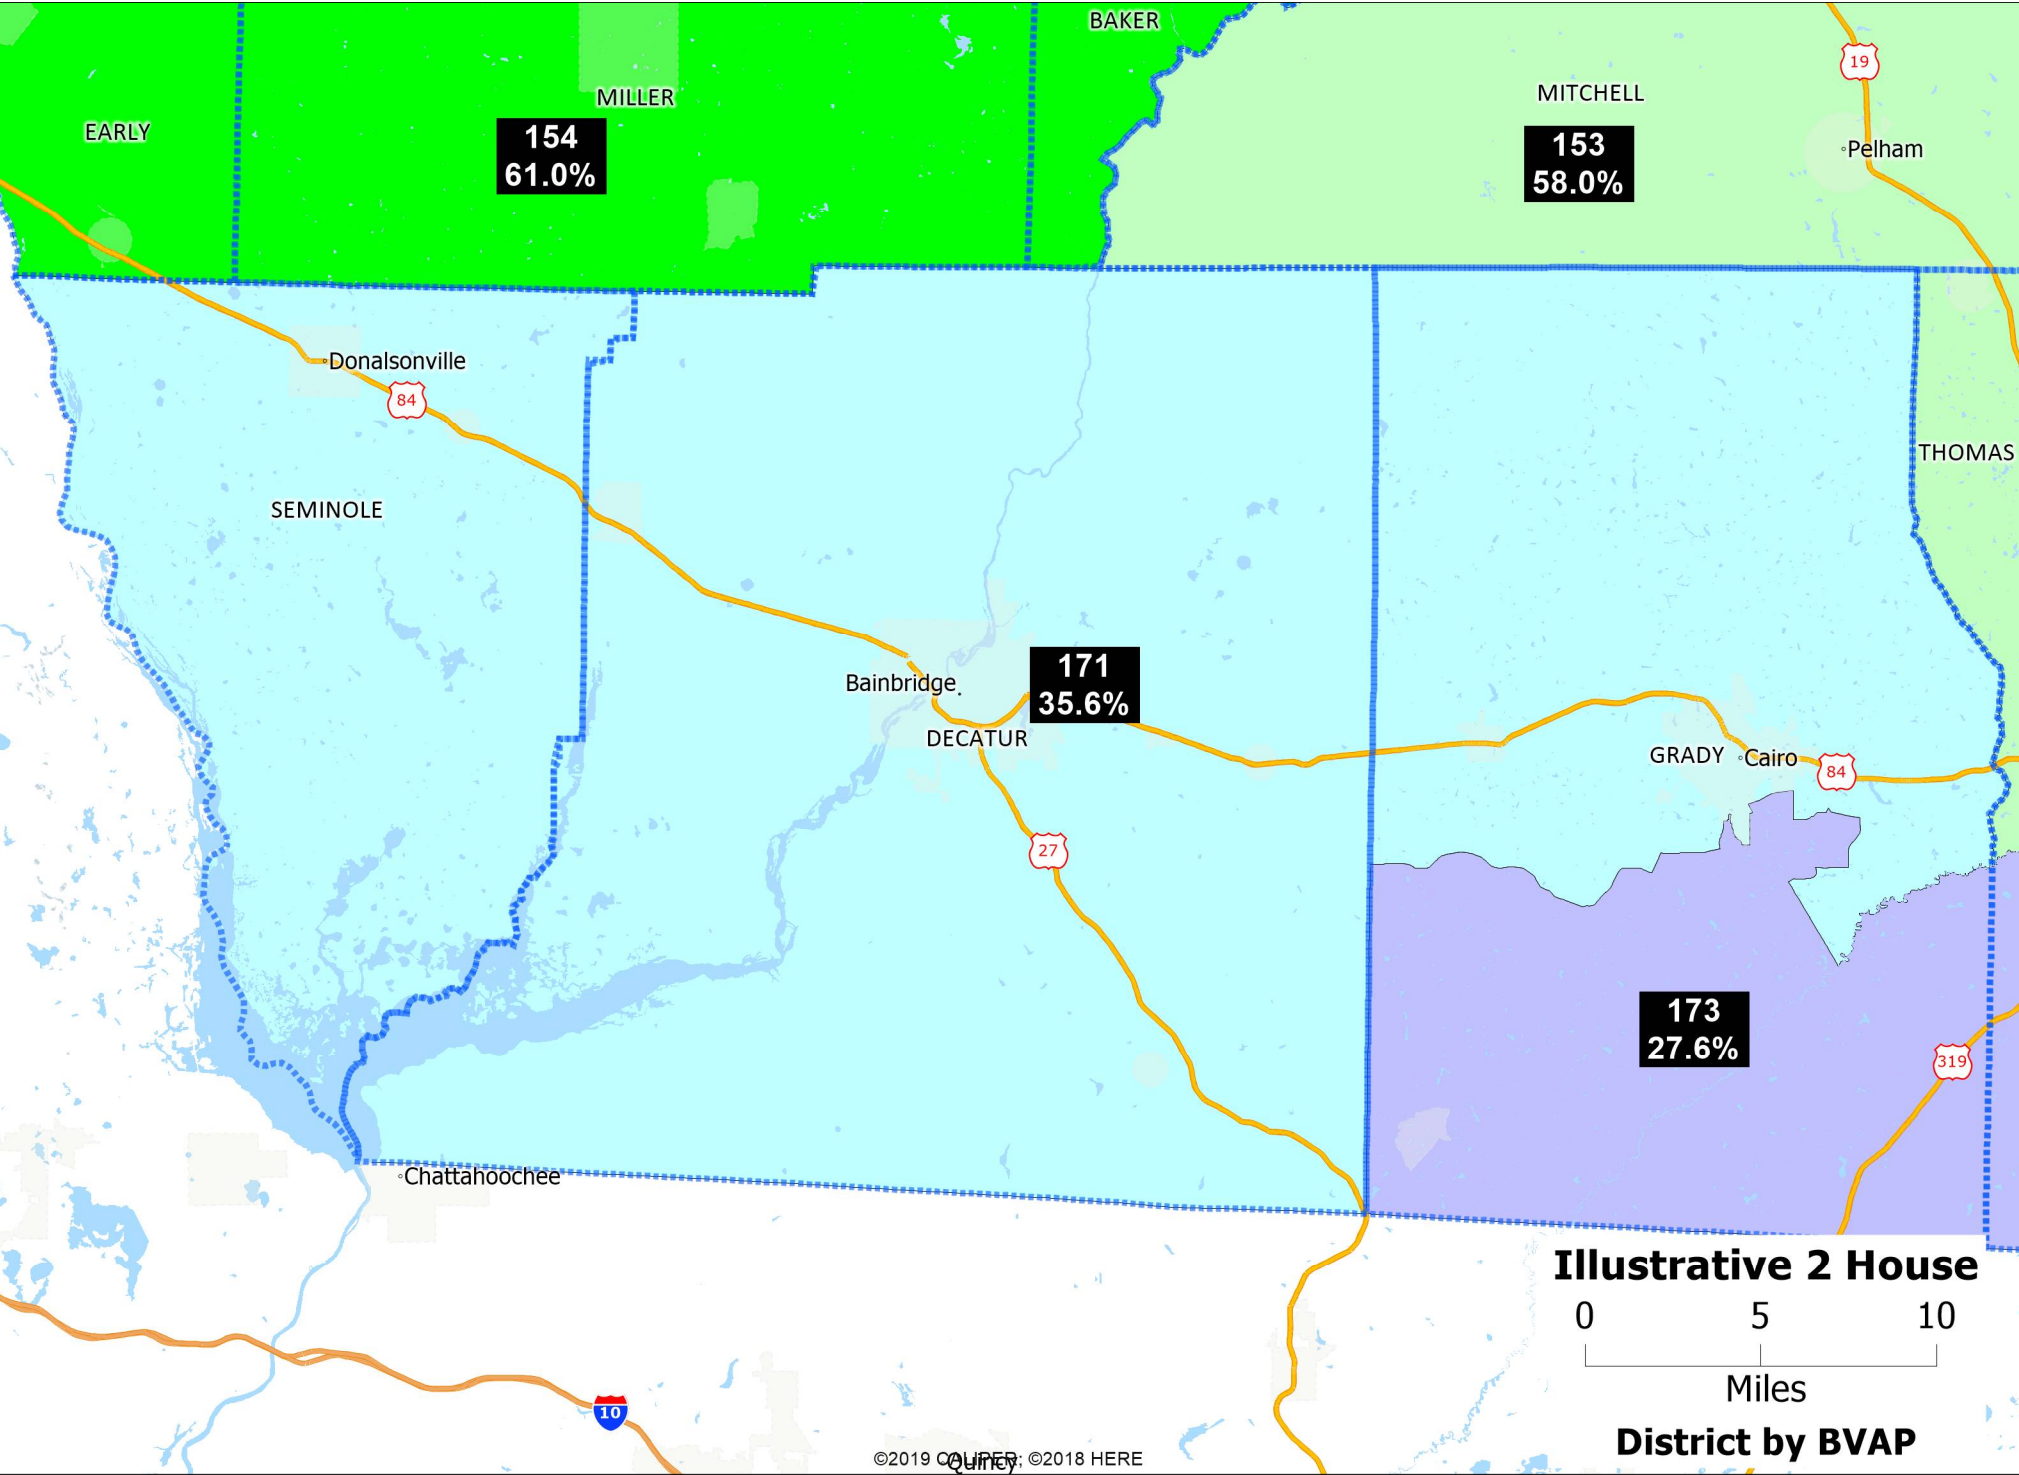 BAKER
19
MILLER
MITCHELL
EARLY
154
61.0%
153
58.0%
Pelham
Donalsonville
84
THOMAS
SEMINOLE
171
35.6%
Bainbridge
DECATUR
GRADY
Cairo
84
27
173
27.6%
319
Chattahoochee
Illustrative 2 House
0 5 10
Miles
10
District by BVAP
©2019 CALIPER; ©2018 HERE
Quincy